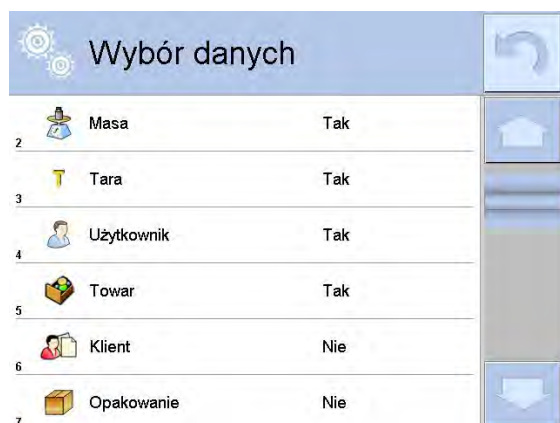 Wybór danych
2 Masa Tak
T
3 Tara Tak
4 Użytkownik Tak
5 Towar Tak
6 Klient Nie
7 Opakowanie Nie